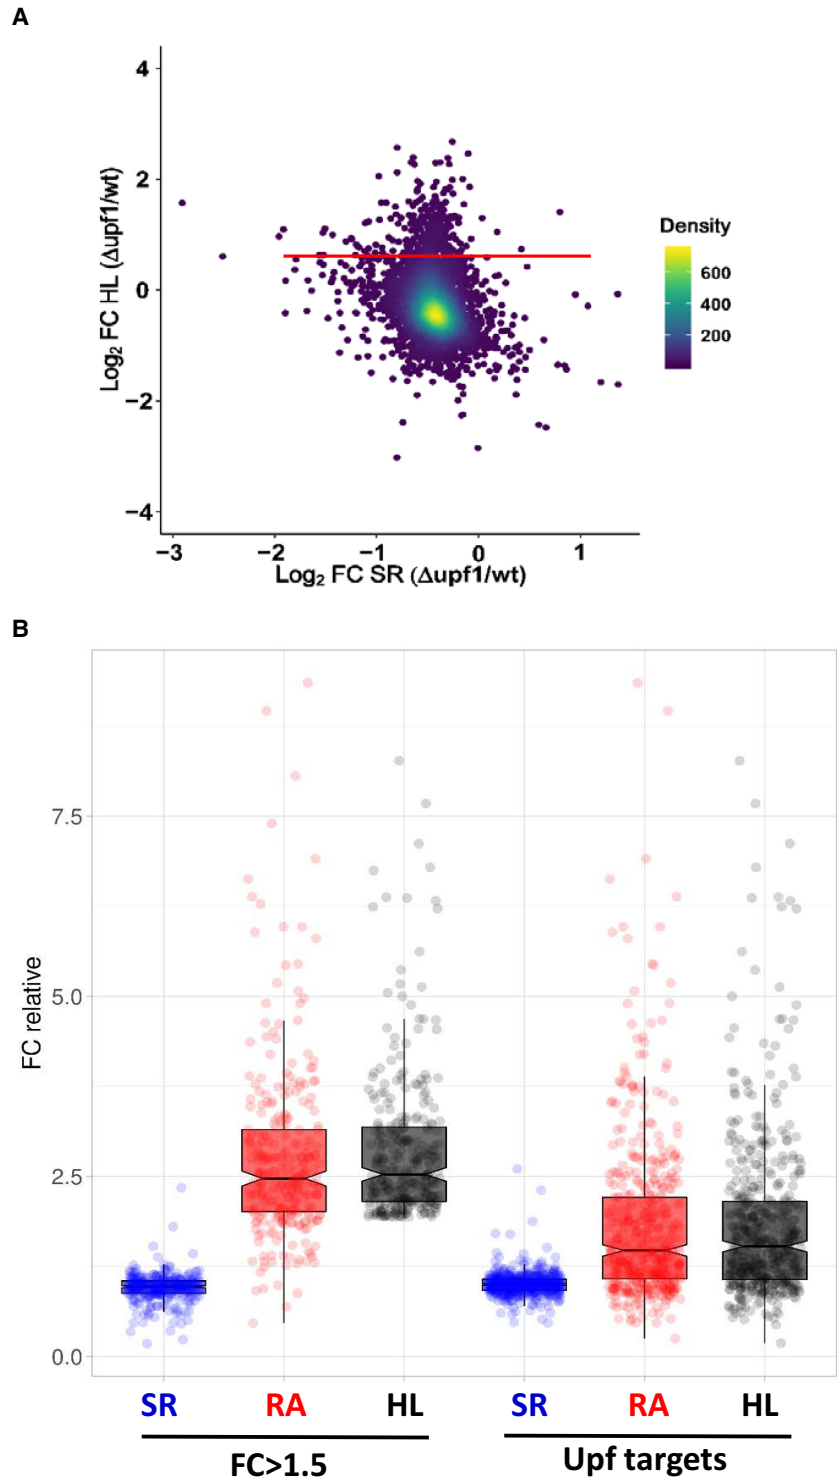 A
Log₂ FC HL (Δupf1/wt)
4
2
0
−2
−4
Density
600
400
200
−3 −2 −1 0 1
Log₂ FC SR (Δupf1/wt)
B
FC relative
7.5
5.0
2.5
0.0
SR RA HL SR RA HL
FC>1.5 Upf targets